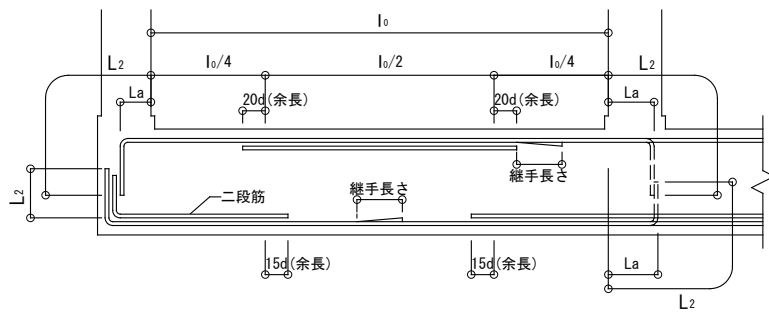 l₀
L₂
l₀/4
l₀/2
l₀/4
L₂
La
20d(余長)
20d(余長)
La
継手長さ
L₂
二段筋
継手長さ
15d(余長)
15d(余長)
La
L₂